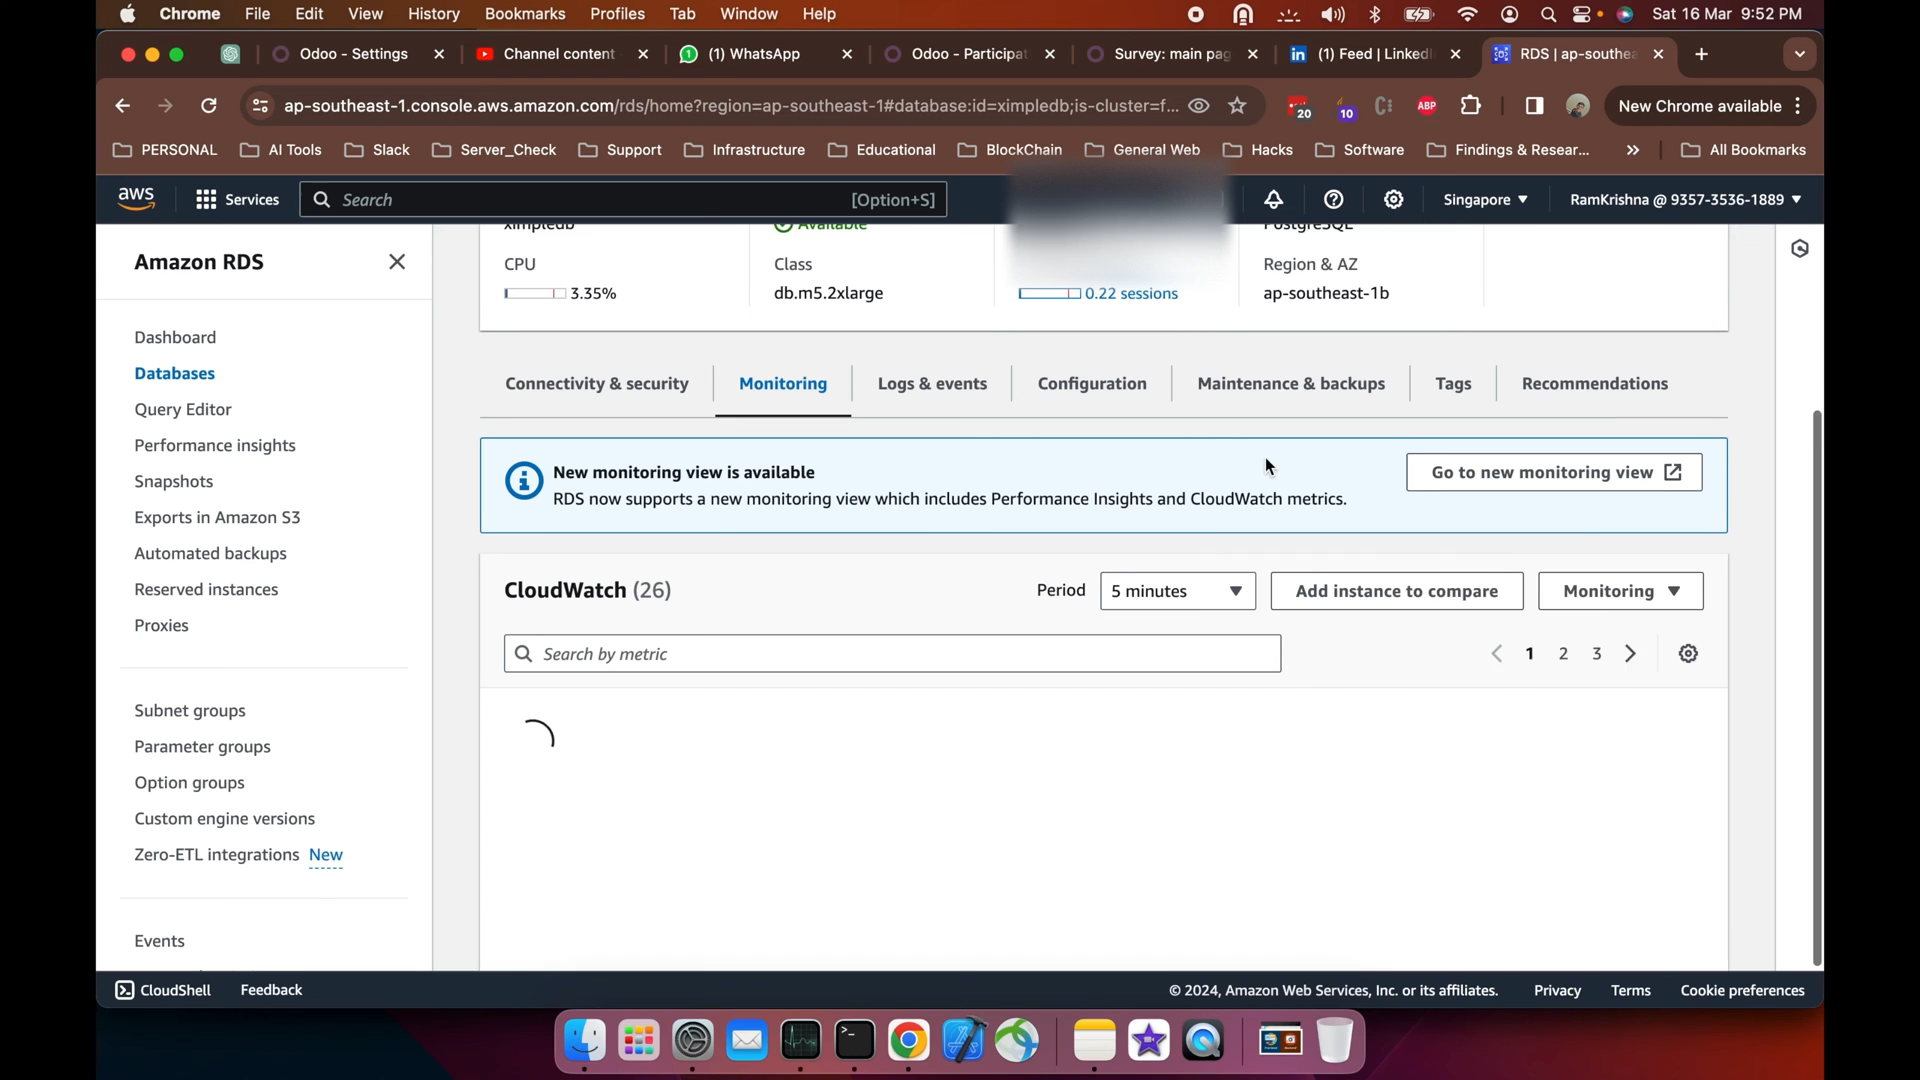 Chrome File Edit View History Bookmarks Profiles Tab Window Help Sat 16 Mar 9:52 PM
Odoo - Settings Channel content (1) WhatsApp Odoo - Participat Survey: main pag (1) Feed | LinkedI RDS | ap-southea
ap-southeast-1.console.aws.amazon.com/rds/home?region=ap-southeast-1#database:id=ximpledb;is-cluster=f... 20 10 ABP New Chrome available
PERSONAL AI Tools Slack Server_Check Support Infrastructure Educational BlockChain General Web Hacks Software Findings & Resear... All Bookmarks
aws Services Search [Option+S] Singapore RamKrishna @ 9357-3536-1889
Amazon RDS
Dashboard
Databases
Query Editor
Performance insights
Snapshots
Exports in Amazon S3
Automated backups
Reserved instances
Proxies
Subnet groups
Parameter groups
Option groups
Custom engine versions
Zero-ETL integrations New
Events
ximpledb Available PostgreSQL
CPU Class Region & AZ
3.35% db.m5.2xlarge 0.22 sessions ap-southeast-1b
Connectivity & security Monitoring Logs & events Configuration Maintenance & backups Tags Recommendations
New monitoring view is available
RDS now supports a new monitoring view which includes Performance Insights and CloudWatch metrics.
Go to new monitoring view
CloudWatch (26) Period 5 minutes Add instance to compare Monitoring
Search by metric 1 2 3
CloudShell Feedback © 2024, Amazon Web Services, Inc. or its affiliates. Privacy Terms Cookie preferences